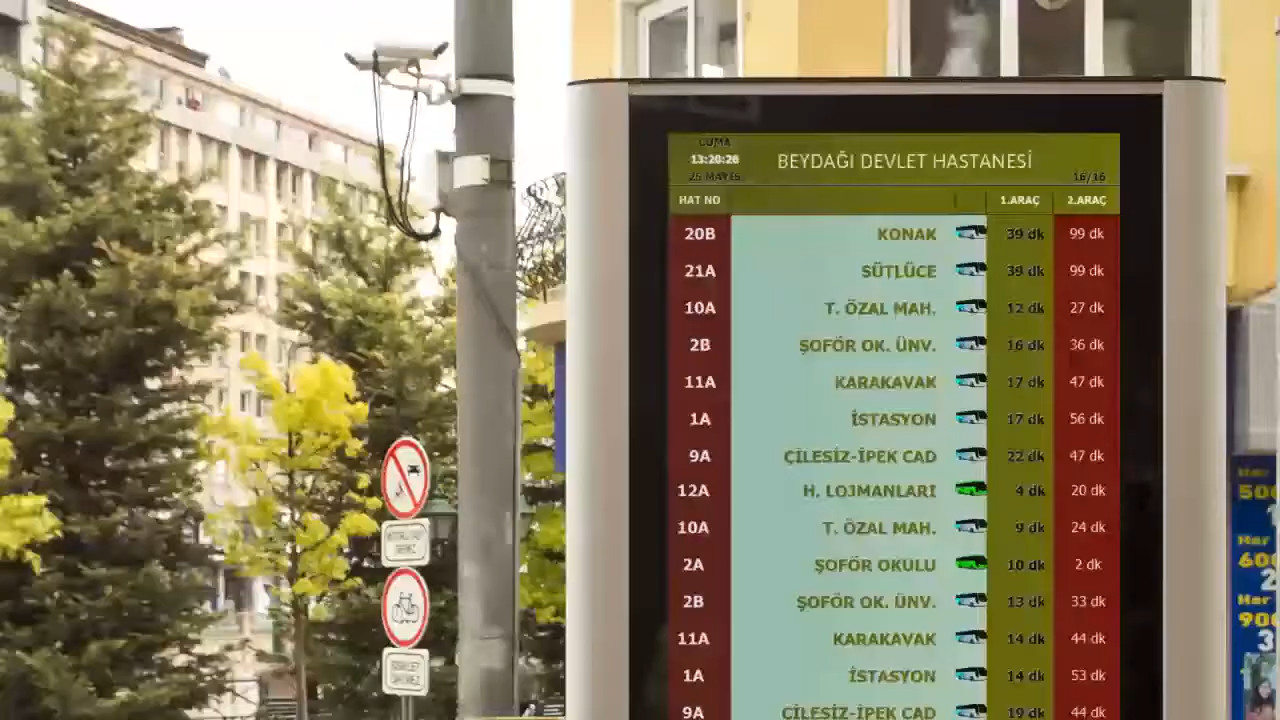 CUMA
13:20:26
BEYDAĞI DEVLET HASTANESİ
25 MAYIS
16/16
HAT NO 1.ARAÇ 2.ARAÇ
20B KONAK 39 dk 99 dk
21A SÜTLÜCE 39 dk 99 dk
10A T. ÖZAL MAH. 12 dk 27 dk
2B ŞOFÖR OK. ÜNV. 16 dk 36 dk
11A KARAKAVAK 17 dk 47 dk
1A İSTASYON 17 dk 56 dk
9A ÇİLESİZ-İPEK CAD 22 dk 47 dk
12A H. LOJMANLARI 4 dk 20 dk
10A T. ÖZAL MAH. 9 dk 24 dk
2A ŞOFÖR OKULU 10 dk 2 dk
2B ŞOFÖR OK. ÜNV. 13 dk 33 dk
11A KARAKAVAK 14 dk 44 dk
1A İSTASYON 14 dk 53 dk
9A ÇİLESİZ-İPEK CAD 19 dk 44 dk
Her
Her
Her